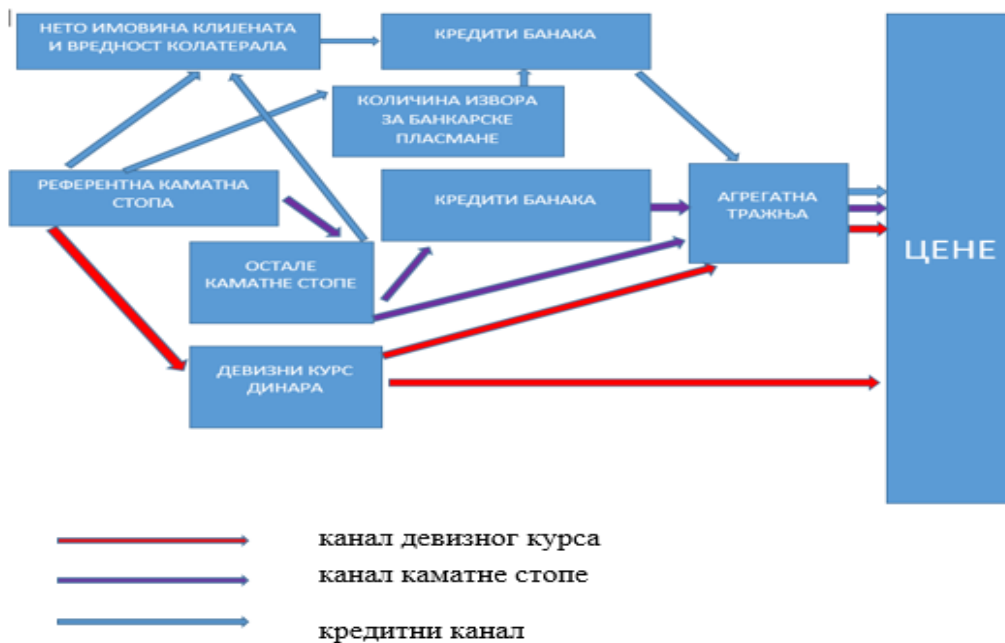 НЕТО ИМОВИНА КЛИЈЕНАТА
И ВРЕДНОСТ КОЛАТЕРАЛА
КРЕДИТИ БАНАКА
КОЛИЧИНА ИЗВОРА
ЗА БАНКАРСКЕ
ПЛАСМАНЕ
РЕФЕРЕНТНА КАМАТНА
СТОПА
КРЕДИТИ БАНАКА
АГРЕГАТНА
ТРАЖЊА
ЦЕНЕ
ОСТАЛЕ
КАМАТНЕ СТОПЕ
ДЕВИЗНИ КУРС
ДИНАРА
канал девизног курса
канал каматне стопе
кредитни канал